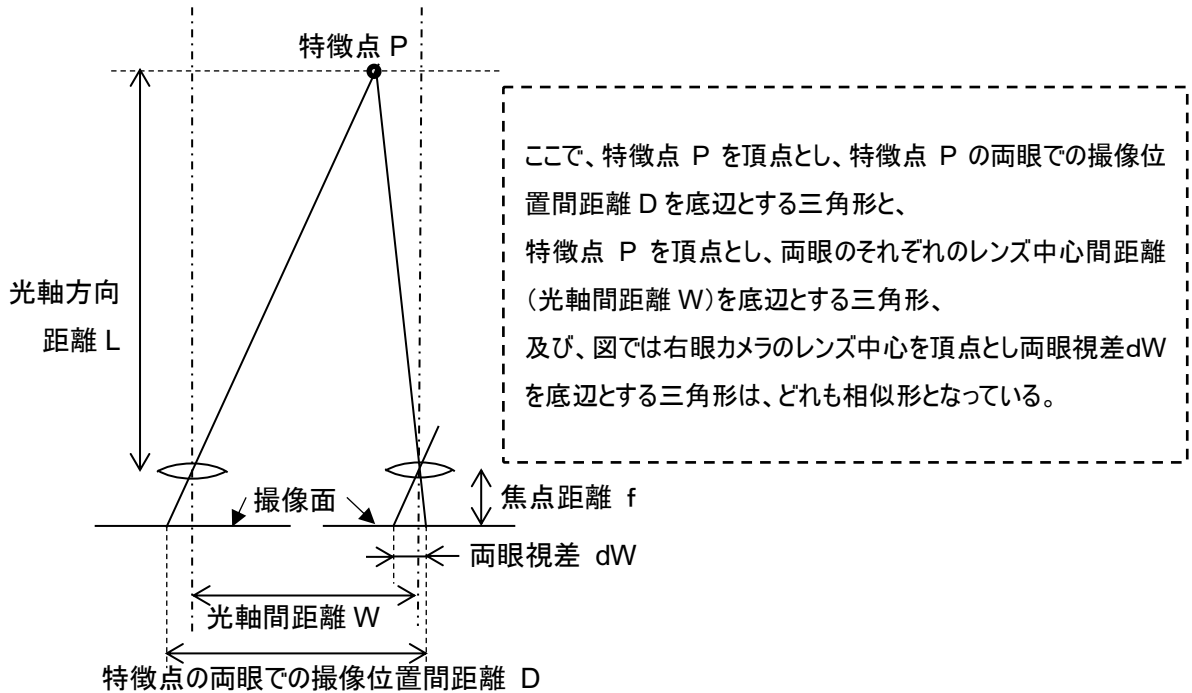 特徴点 P
ここで、特徴点 P を頂点とし、特徴点 P の両眼での撮像位
置間距離 D を底辺とする三角形と、
特徴点 P を頂点とし、両眼のそれぞれのレンズ中心間距離
（光軸間距離 W）を底辺とする三角形、
及び、図では右眼カメラのレンズ中心を頂点とし両眼視差dW
を底辺とする三角形は、どれも相似形となっている。
光軸方向
距離 L
撮像面
焦点距離 f
両眼視差 dW
光軸間距離 W
特徴点の両眼での撮像位置間距離 D